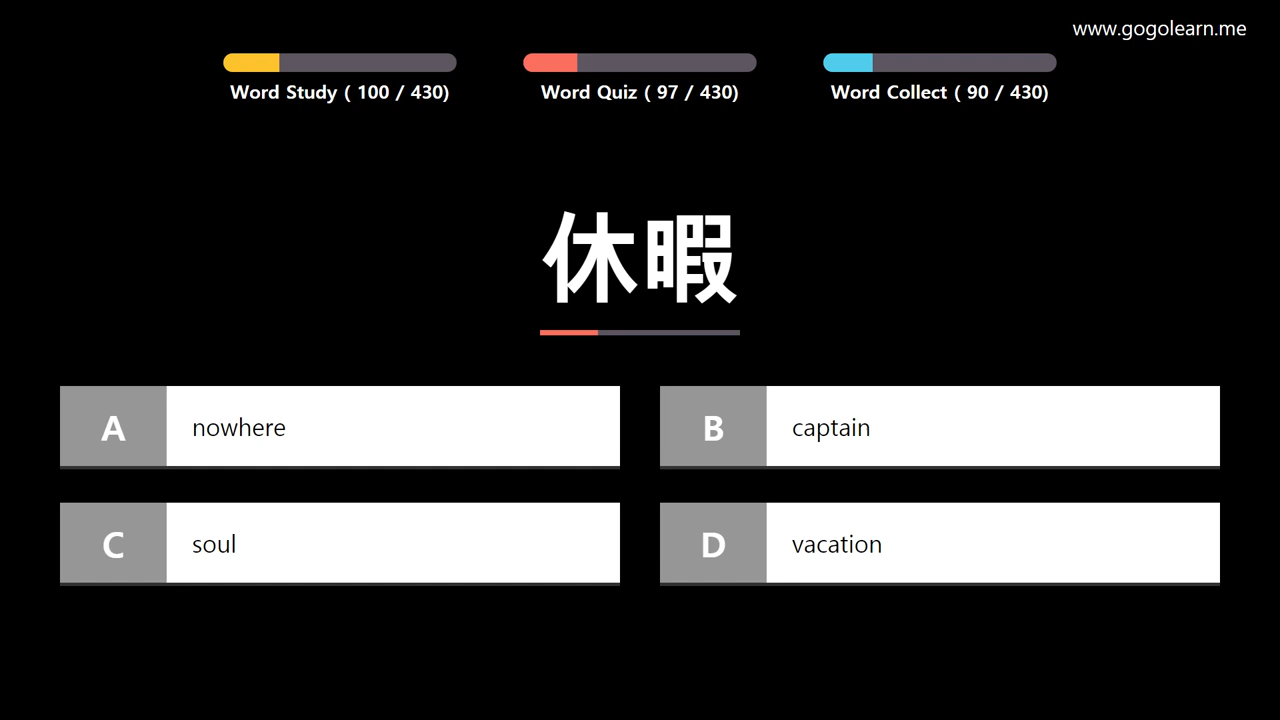 www.gogolearn.me
Word Study ( 100 / 430)
Word Quiz ( 97 / 430)
Word Collect ( 90 / 430)
休暇
A nowhere
B captain
C soul
D vacation